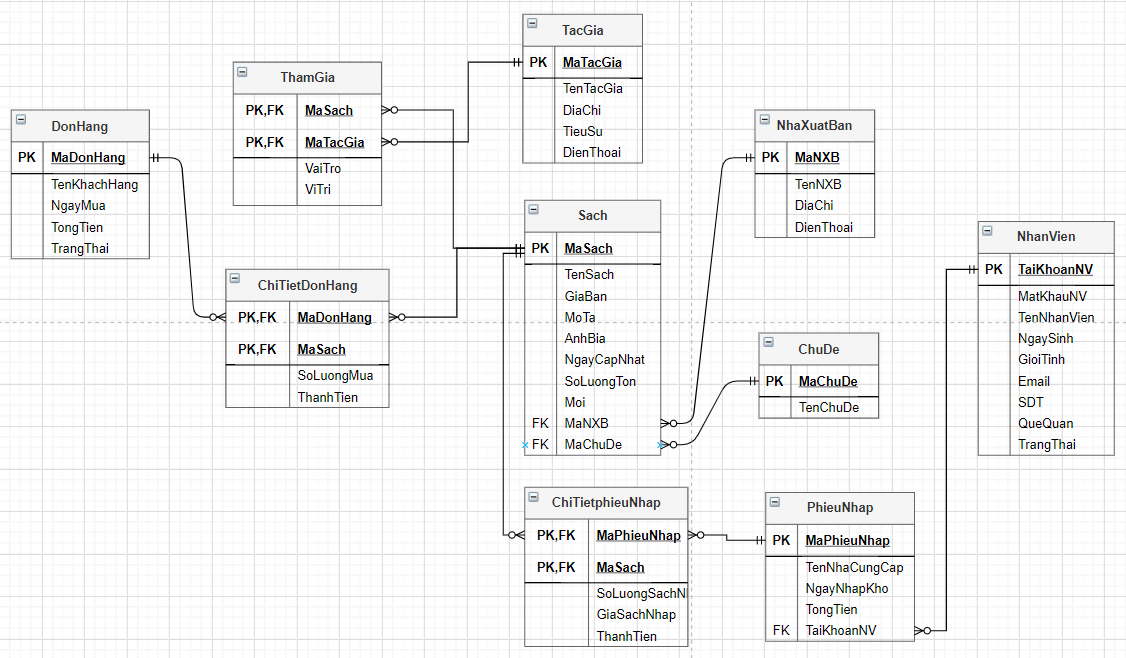 TacGia
PK MaTacGia
TenTacGia
DiaChi
TieuSu
DienThoai
ThamGia
PK,FK MaSach
PK,FK MaTacGia
VaiTro
ViTri
DonHang
PK MaDonHang
TenKhachHang
NgayMua
TongTien
TrangThai
NhaXuatBan
PK MaNXB
TenNXB
DiaChi
DienThoai
Sach
PK MaSach
TenSach
GiaBan
MoTa
AnhBia
NgayCapNhat
SoLuongTon
Moi
FK MaNXB
FK MaChuDe
NhanVien
PK TaiKhoanNV
MatKhauNV
TenNhanVien
NgaySinh
GioiTinh
Email
SDT
QueQuan
TrangThai
ChiTietDonHang
PK,FK MaDonHang
PK,FK MaSach
SoLuongMua
ThanhTien
ChuDe
PK MaChuDe
TenChuDe
ChiTietphieuNhap
PK,FK MaPhieuNhap
PK,FK MaSach
SoLuongSachN
GiaSachNhap
ThanhTien
PhieuNhap
PK MaPhieuNhap
TenNhaCungCap
NgayNhapKho
TongTien
FK TaiKhoanNV